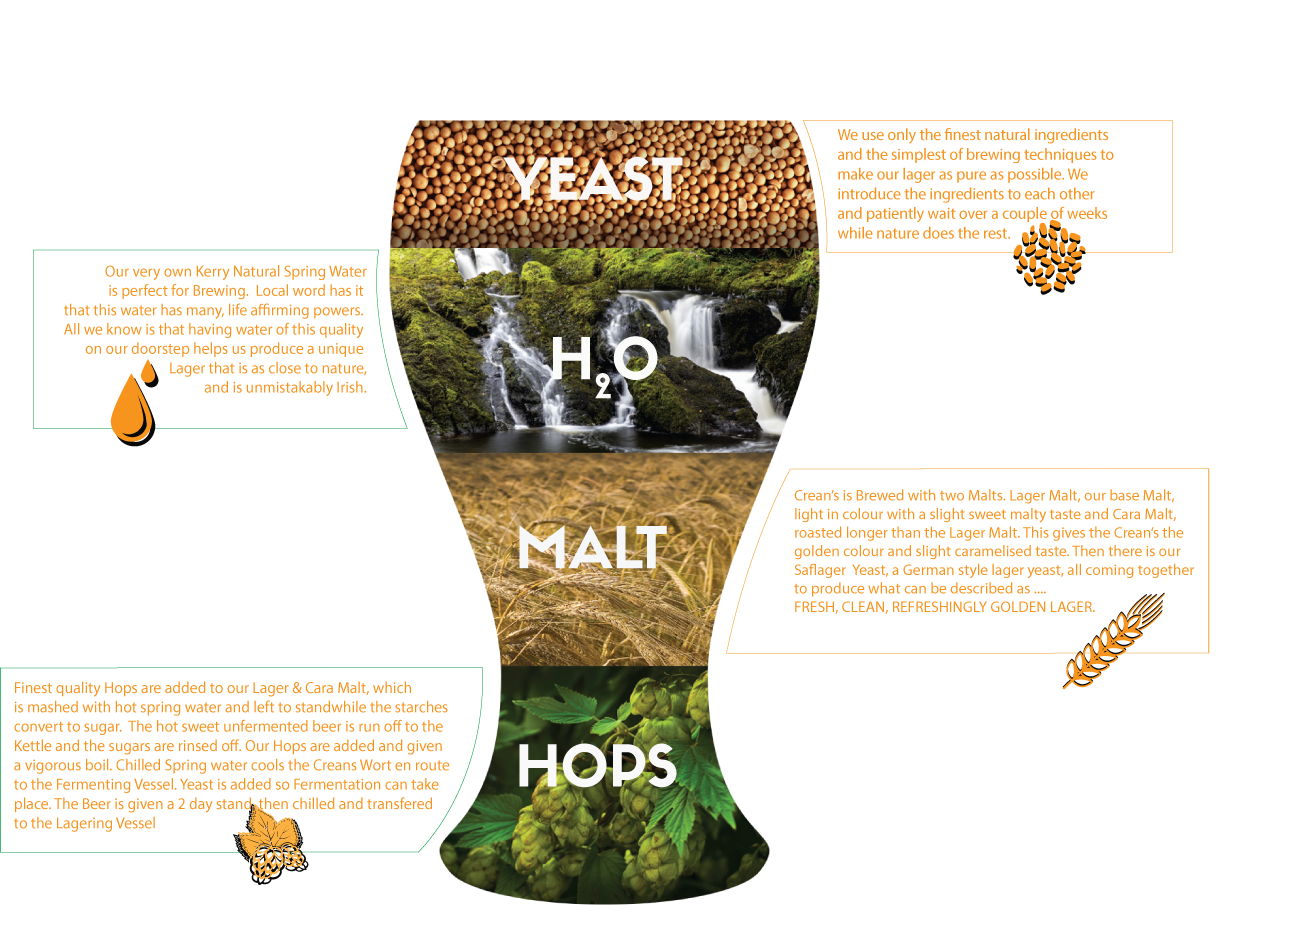 YEAST
We use only the finest natural ingredients
and the simplest of brewing techniques to
make our lager as pure as possible. We
introduce the ingredients to each other
and patiently wait over a couple of weeks
while nature does the rest.
Our very own Kerry Natural Spring Water
is perfect for Brewing.  Local word has it
that this water has many, life affirming powers.
All we know is that having water of this quality
on our doorstep helps us produce a unique
Lager that is as close to nature,
and is unmistakably Irish.
H2O
MALT
Crean's is Brewed with two Malts. Lager Malt, our base Malt,
light in colour with a slight sweet malty taste and Cara Malt,
roasted longer than the Lager Malt. This gives the Crean's the
golden colour and slight caramelised taste. Then there is our
Saflager  Yeast, a German style lager yeast, all coming together
to produce what can be described as ....
FRESH, CLEAN, REFRESHINGLY GOLDEN LAGER.
Finest quality Hops are added to our Lager & Cara Malt, which
is mashed with hot spring water and left to standwhile the starches
convert to sugar.  The hot sweet unfermented beer is run off to the
Kettle and the sugars are rinsed off. Our Hops are added and given
a vigorous boil. Chilled Spring water cools the Creans Wort en route
to the Fermenting Vessel. Yeast is added so Fermentation can take
place. The Beer is given a 2 day stand, then chilled and transfered
to the Lagering Vessel
HOPS